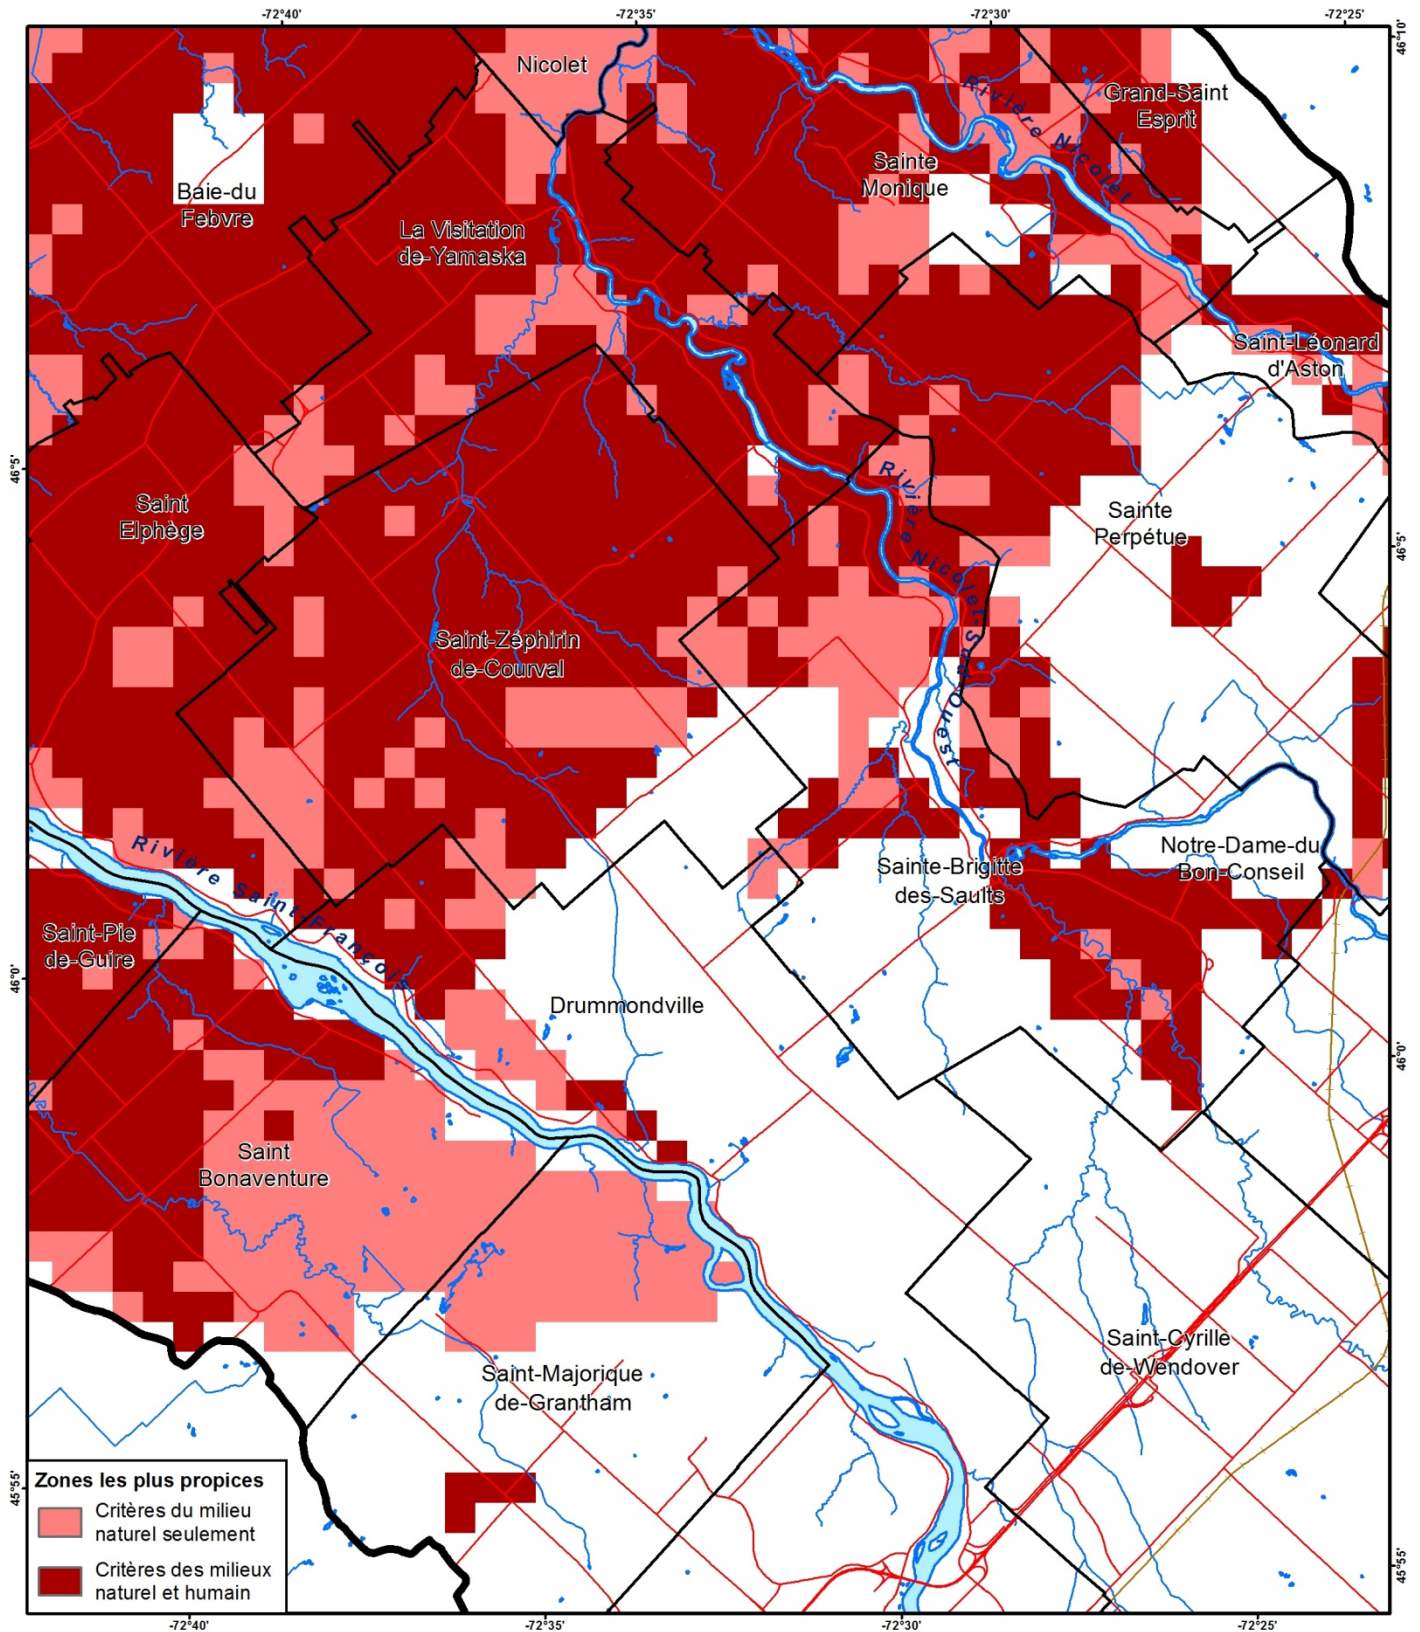 -72°40'
-72°35'
-72°30'
-72°25'
46°10'
Nicolet
Rivière Nicolet
Grand-Saint
Esprit
Sainte
Monique
Baie-du
Febvre
La Visitation
de-Yamaska
Saint-Léonard
d'Aston
46°5'
Rivière Nicolet-Sud-Ouest
Saint
Elphège
Sainte
Perpétue
46°5'
Saint-Zéphirin
de-Courval
Rivière Saint-François
Notre-Dame-du
Bon-Conseil
Sainte-Brigitte
des-Saults
Saint-Pie
de-Guire
46°0'
Drummondville
46°0'
Saint
Bonaventure
Saint-Cyrille
de-Wendover
Saint-Majorique
de-Grantham
45°55'
Zones les plus propices
Critères du milieu
naturel seulement
Critères des milieux
naturel et humain
45°55'
-72°40'
-72°35'
-72°30'
-72°25'